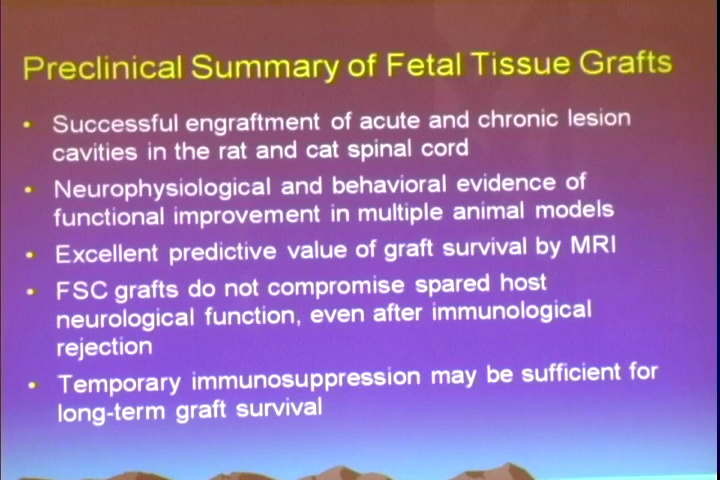 Preclinical Summary of Fetal Tissue Grafts
• Successful engraftment of acute and chronic lesion
cavities in the rat and cat spinal cord
• Neurophysiological and behavioral evidence of
functional improvement in multiple animal models
• Excellent predictive value of graft survival by MRI
• FSC grafts do not compromise spared host
neurological function, even after immunological
rejection
• Temporary immunosuppression may be sufficient for
long-term graft survival